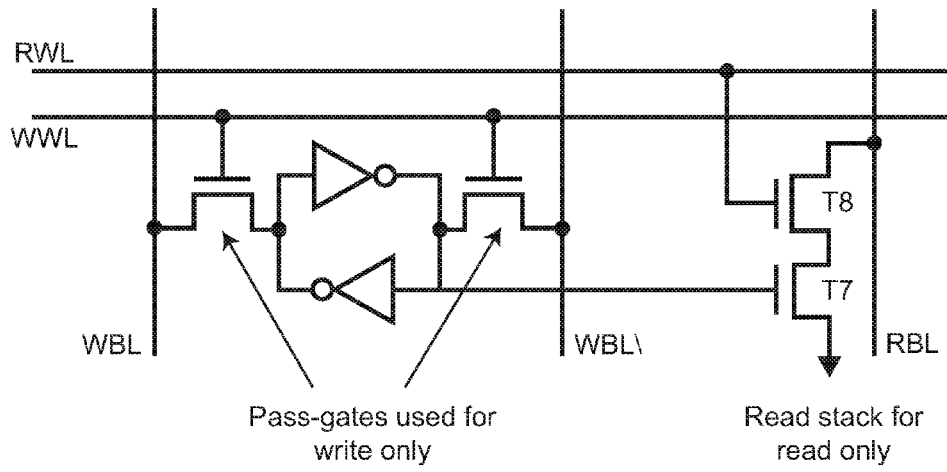 RWL
WWL
T8
T7
WBL
WBL\
RBL
Pass-gates used for
write only
Read stack for
read only